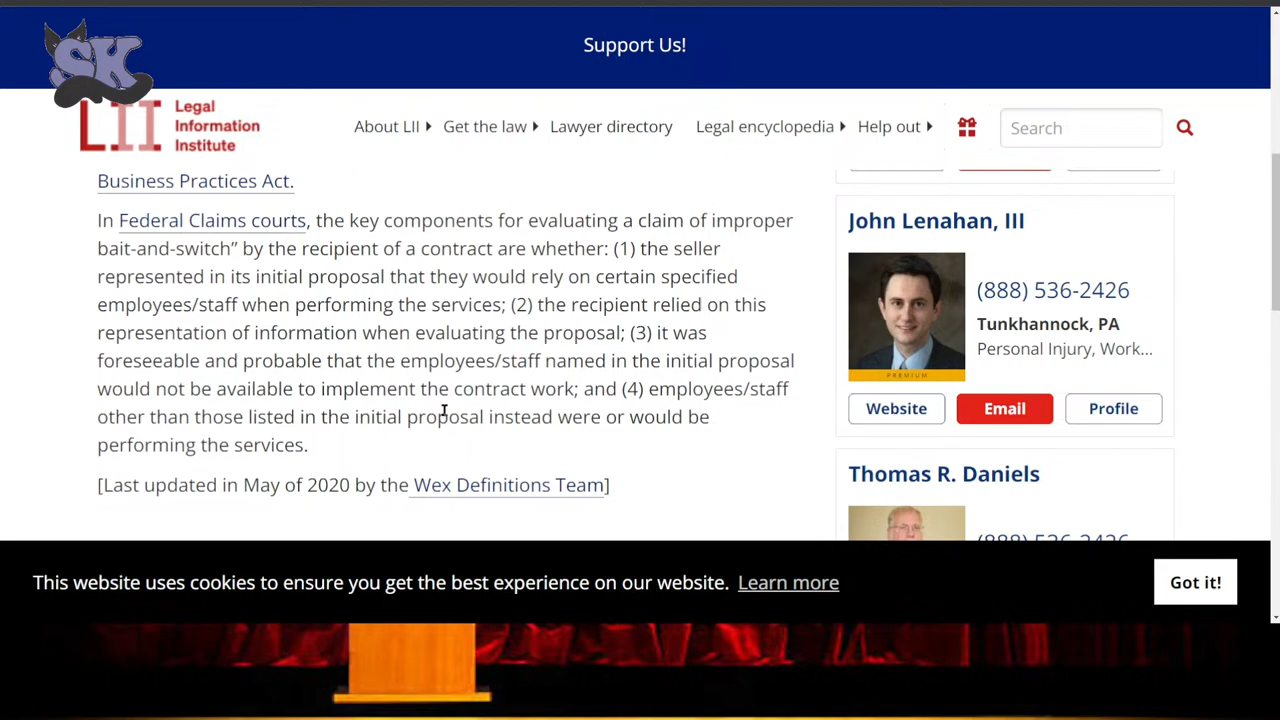 Support Us!
SK
LII Legal
Information
Institute
About LII
Get the law
Lawyer directory
Legal encyclopedia
Help out
Search
Business Practices Act.
In Federal Claims courts, the key components for evaluating a claim of improper
bait-and-switch” by the recipient of a contract are whether: (1) the seller
represented in its initial proposal that they would rely on certain specified
employees/staff when performing the services; (2) the recipient relied on this
representation of information when evaluating the proposal; (3) it was
foreseeable and probable that the employees/staff named in the initial proposal
would not be available to implement the contract work; and (4) employees/staff
other than those listed in the initial proposal instead were or would be
performing the services.
[Last updated in May of 2020 by the Wex Definitions Team]
John Lenahan, III
(888) 536-2426
Tunkhannock, PA
Personal Injury, Work...
PREMIUM
Website
Email
Profile
Thomas R. Daniels
(888) 536-2426
This website uses cookies to ensure you get the best experience on our website. Learn more
Got it!